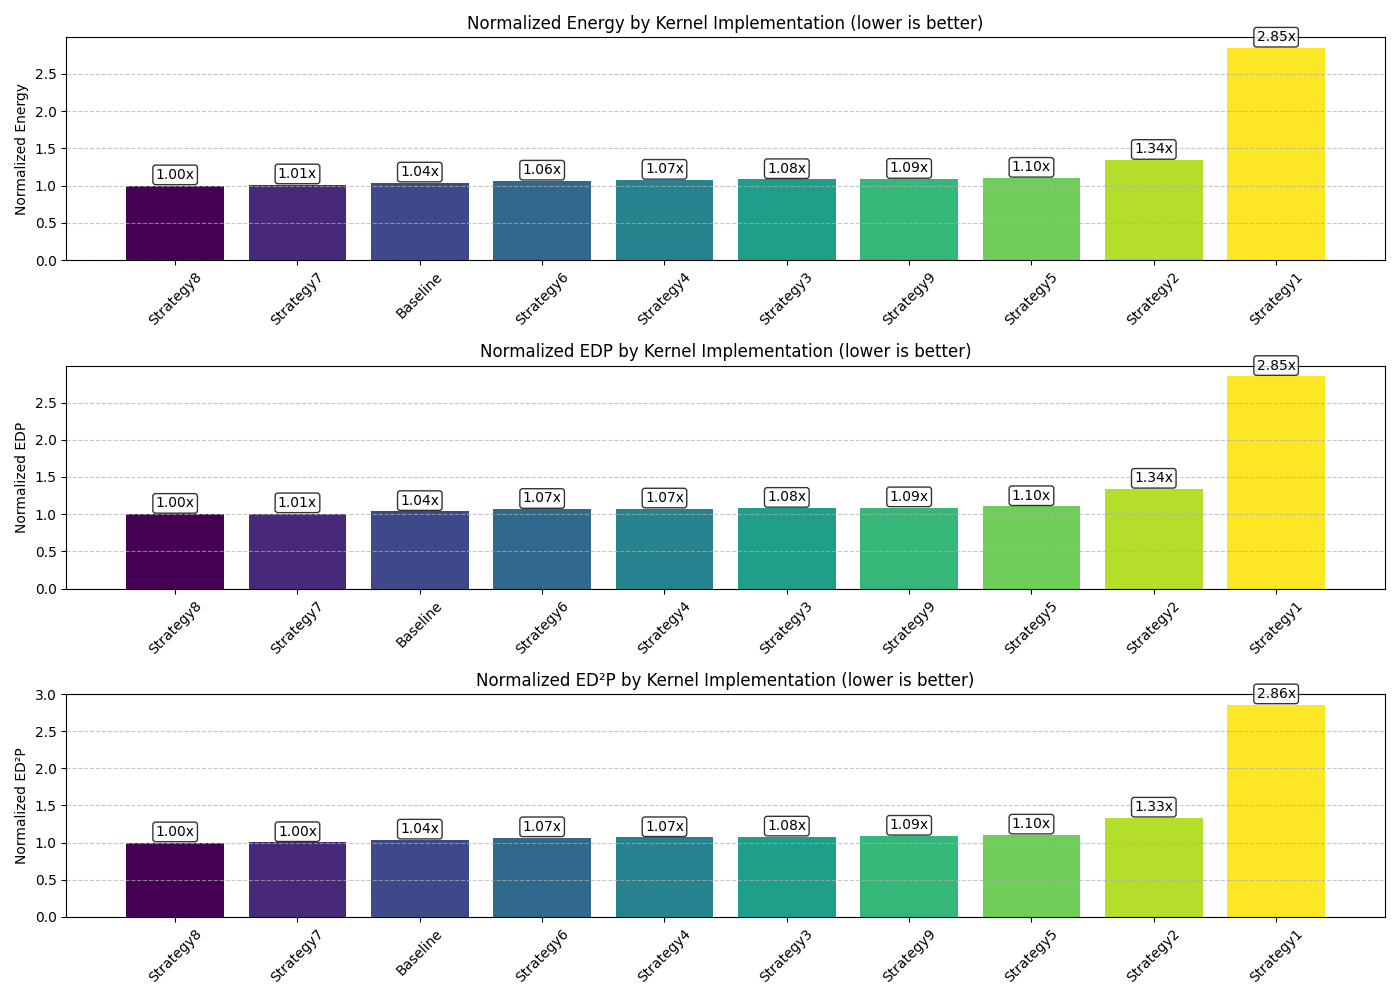 Normalized Energy by Kernel Implementation (lower is better)
Normalized Energy
2.5
2.0
1.5
1.0
0.5
0.0
1.00x
1.01x
1.04x
1.06x
1.07x
1.08x
1.09x
1.10x
1.34x
2.85x
Strategy8
Strategy7
Baseline
Strategy6
Strategy4
Strategy3
Strategy9
Strategy5
Strategy2
Strategy1
Normalized EDP by Kernel Implementation (lower is better)
Normalized EDP
2.5
2.0
1.5
1.0
0.5
0.0
1.00x
1.01x
1.04x
1.07x
1.07x
1.08x
1.09x
1.10x
1.34x
2.85x
Strategy8
Strategy7
Baseline
Strategy6
Strategy4
Strategy3
Strategy9
Strategy5
Strategy2
Strategy1
Normalized ED²P by Kernel Implementation (lower is better)
Normalized ED²P
3.0
2.5
2.0
1.5
1.0
0.5
0.0
1.00x
1.00x
1.04x
1.07x
1.07x
1.08x
1.09x
1.10x
1.33x
2.86x
Strategy8
Strategy7
Baseline
Strategy6
Strategy4
Strategy3
Strategy9
Strategy5
Strategy2
Strategy1